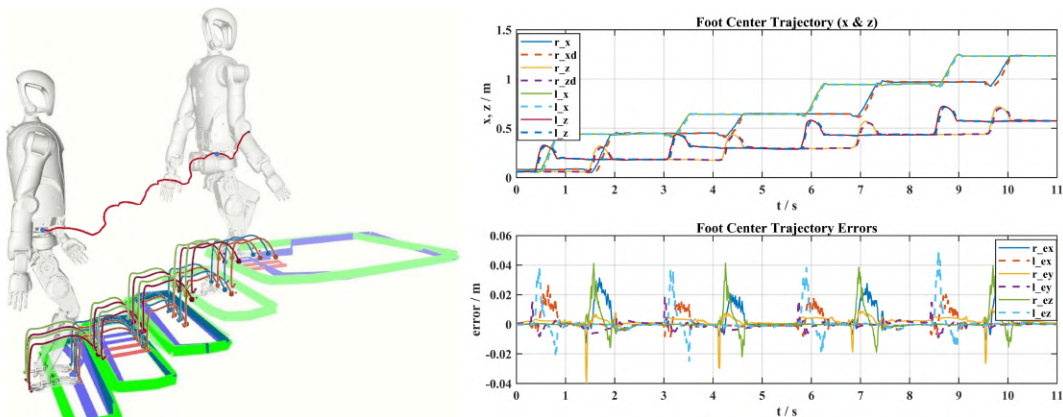 Foot Center Trajectory (x & z)
x, z / m
1.5
1
0.5
0
r_x
r_xd
r_z
r_zd
l_x
l_x
l_z
l_z
0 1 2 3 4 5 6 7 8 9 10 11
t / s
Foot Center Trajectory Errors
error / m
0.06
0.04
0.02
0
-0.02
-0.04
r_ex
l_ex
r_ey
l_ey
r_ez
l_ez
0 1 2 3 4 5 6 7 8 9 10 11
t / s